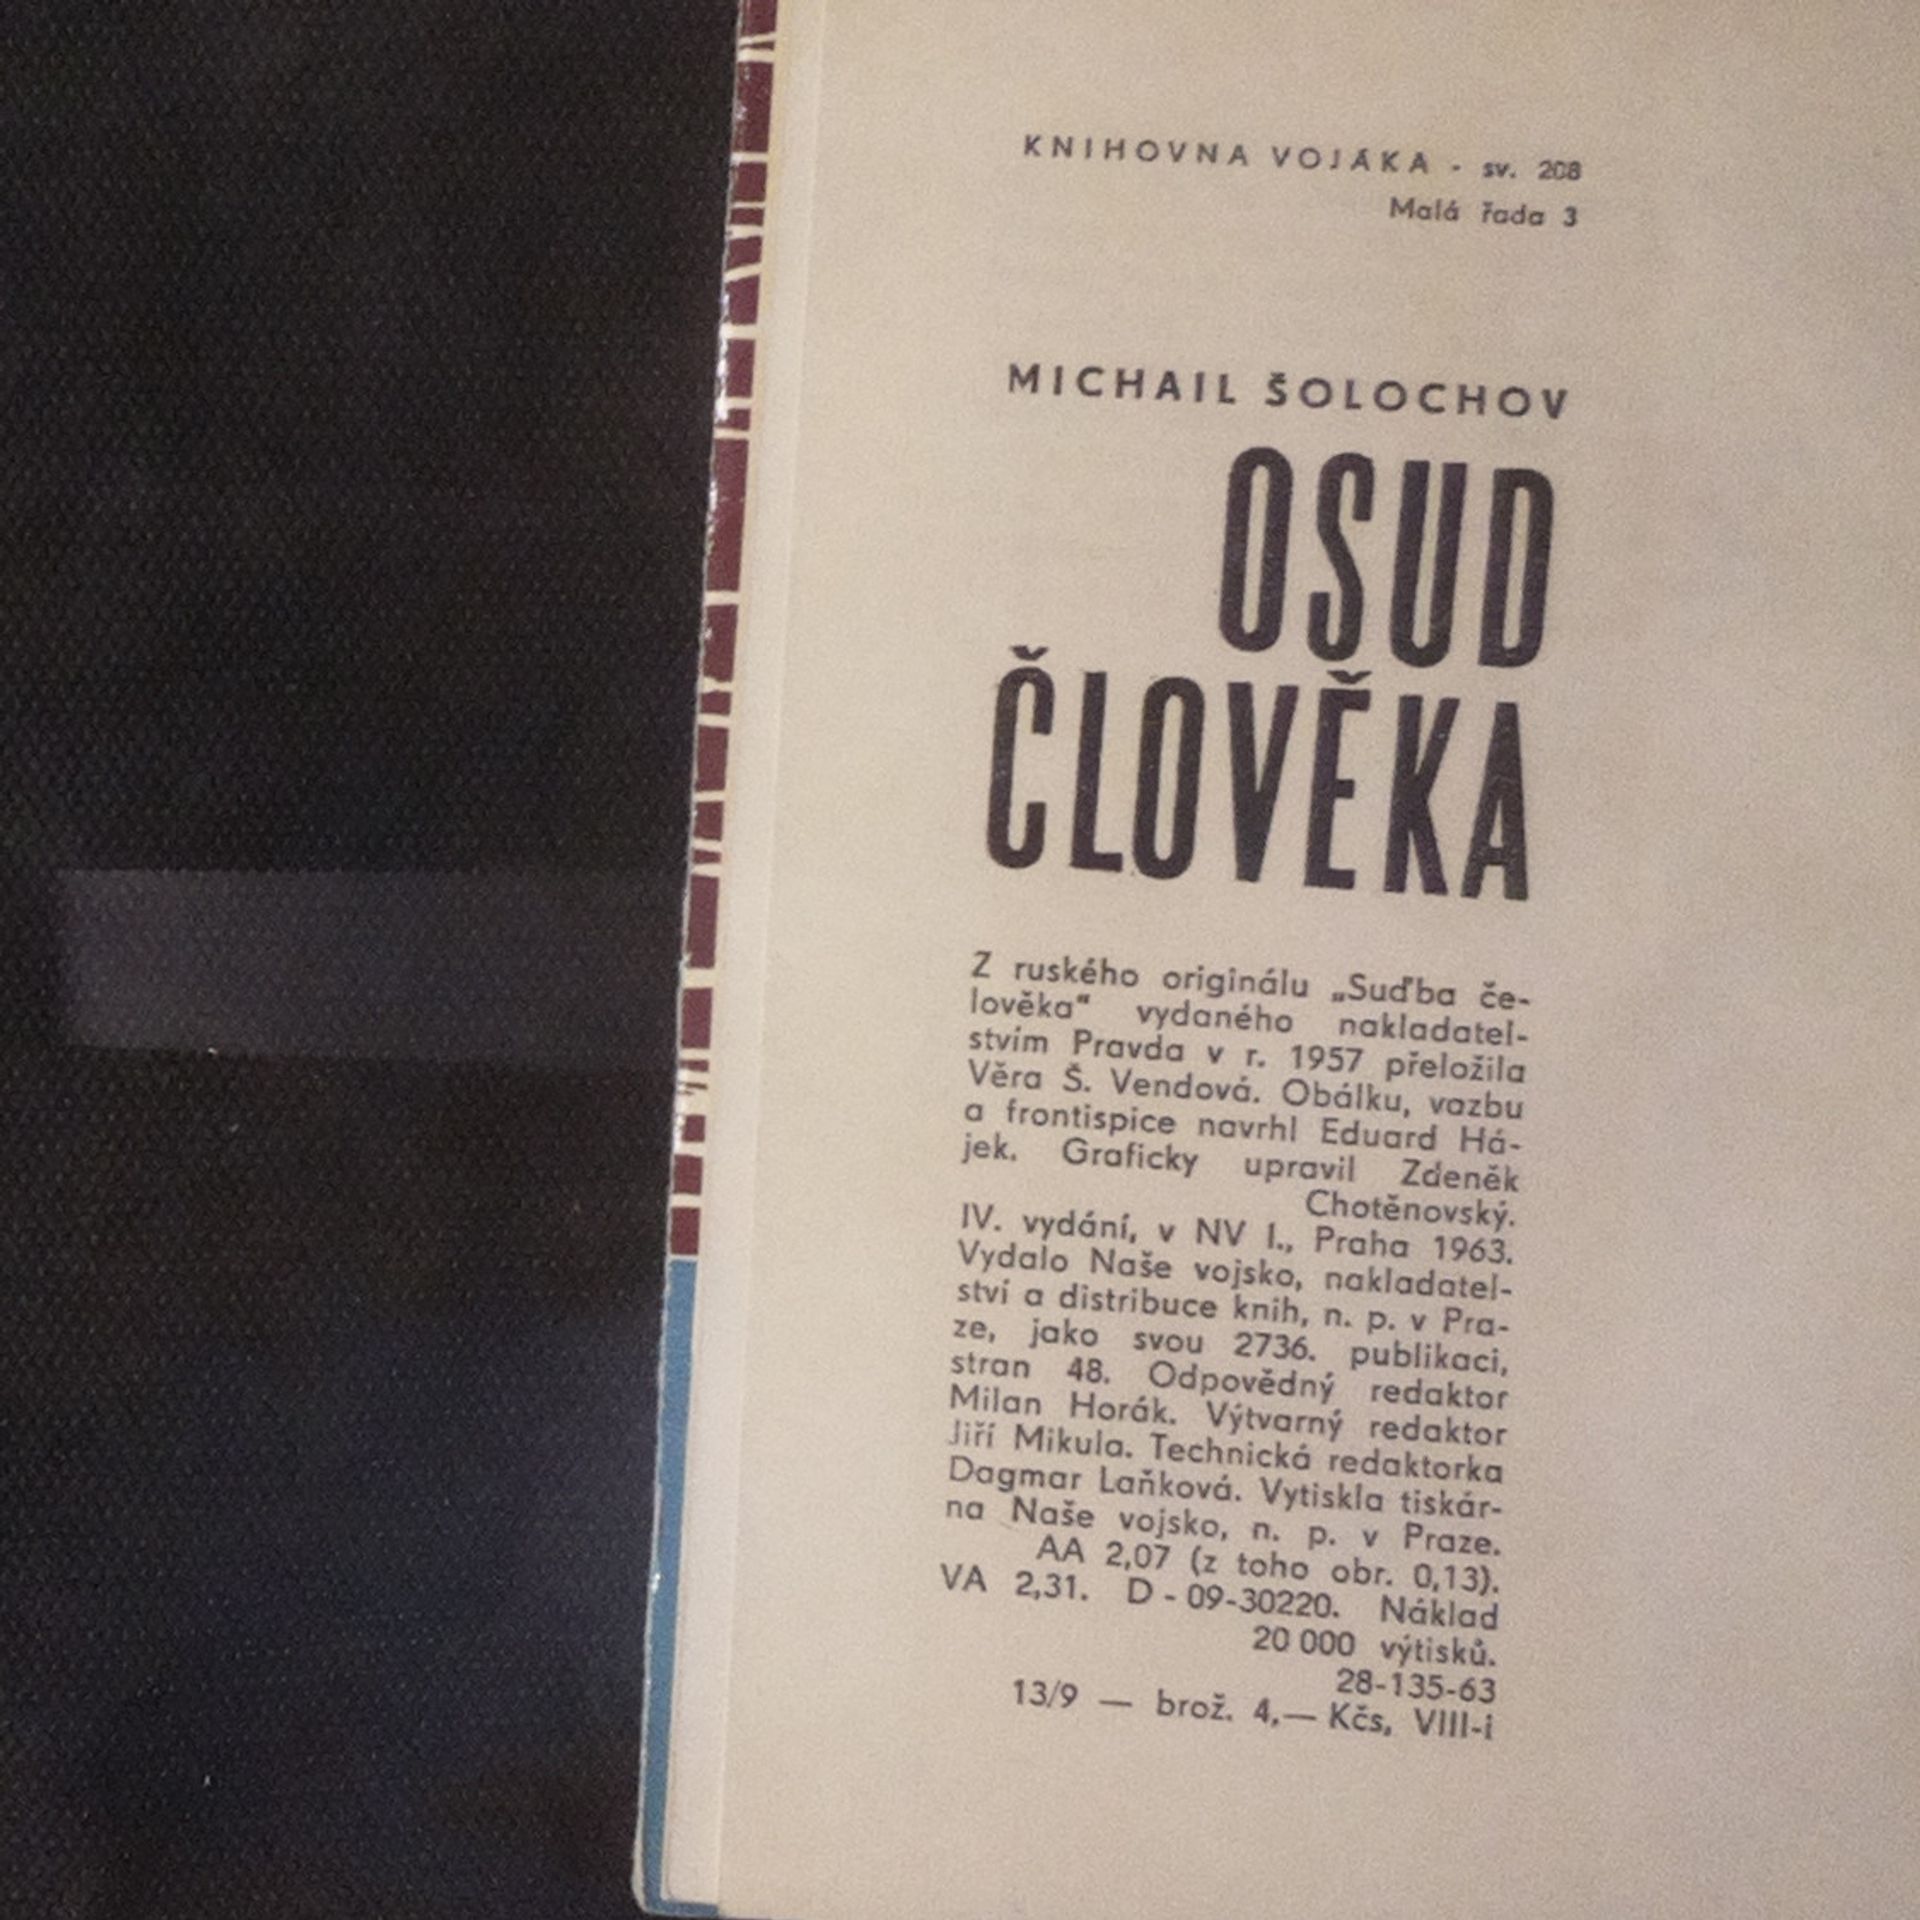 KNIHOVNA VOJÁKA - sv. 208
Malá řada 3
MICHAIL ŠOLOCHOV
OSUD
ČLOVĚKA
Z ruského originálu „Suďba če-
lověka“ vydaného nakladatel-
stvím Pravda v r. 1957 přeložila
Věra Š. Vendová. Obálku, vazbu
a frontispice navrhl Eduard Há-
jek. Graficky upravil Zdeněk
Chotěnovský.
IV. vydání, v NV I., Praha 1963.
Vydalo Naše vojsko, nakladatel-
ství a distribuce knih, n. p. v Pra-
ze, jako svou 2736. publikaci,
stran 48. Odpovědný redaktor
Milan Horák. Výtvarný redaktor
Jiří Mikula. Technická redaktorka
Dagmar Laňková. Vytiskla tiskár-
na Naše vojsko, n. p. v Praze.
AA 2,07 (z toho obr. 0,13).
VA 2,31. D - 09-30220. Náklad
20 000 výtisků.
28-135-63
13/9 — brož. 4,— Kčs, VIII-i